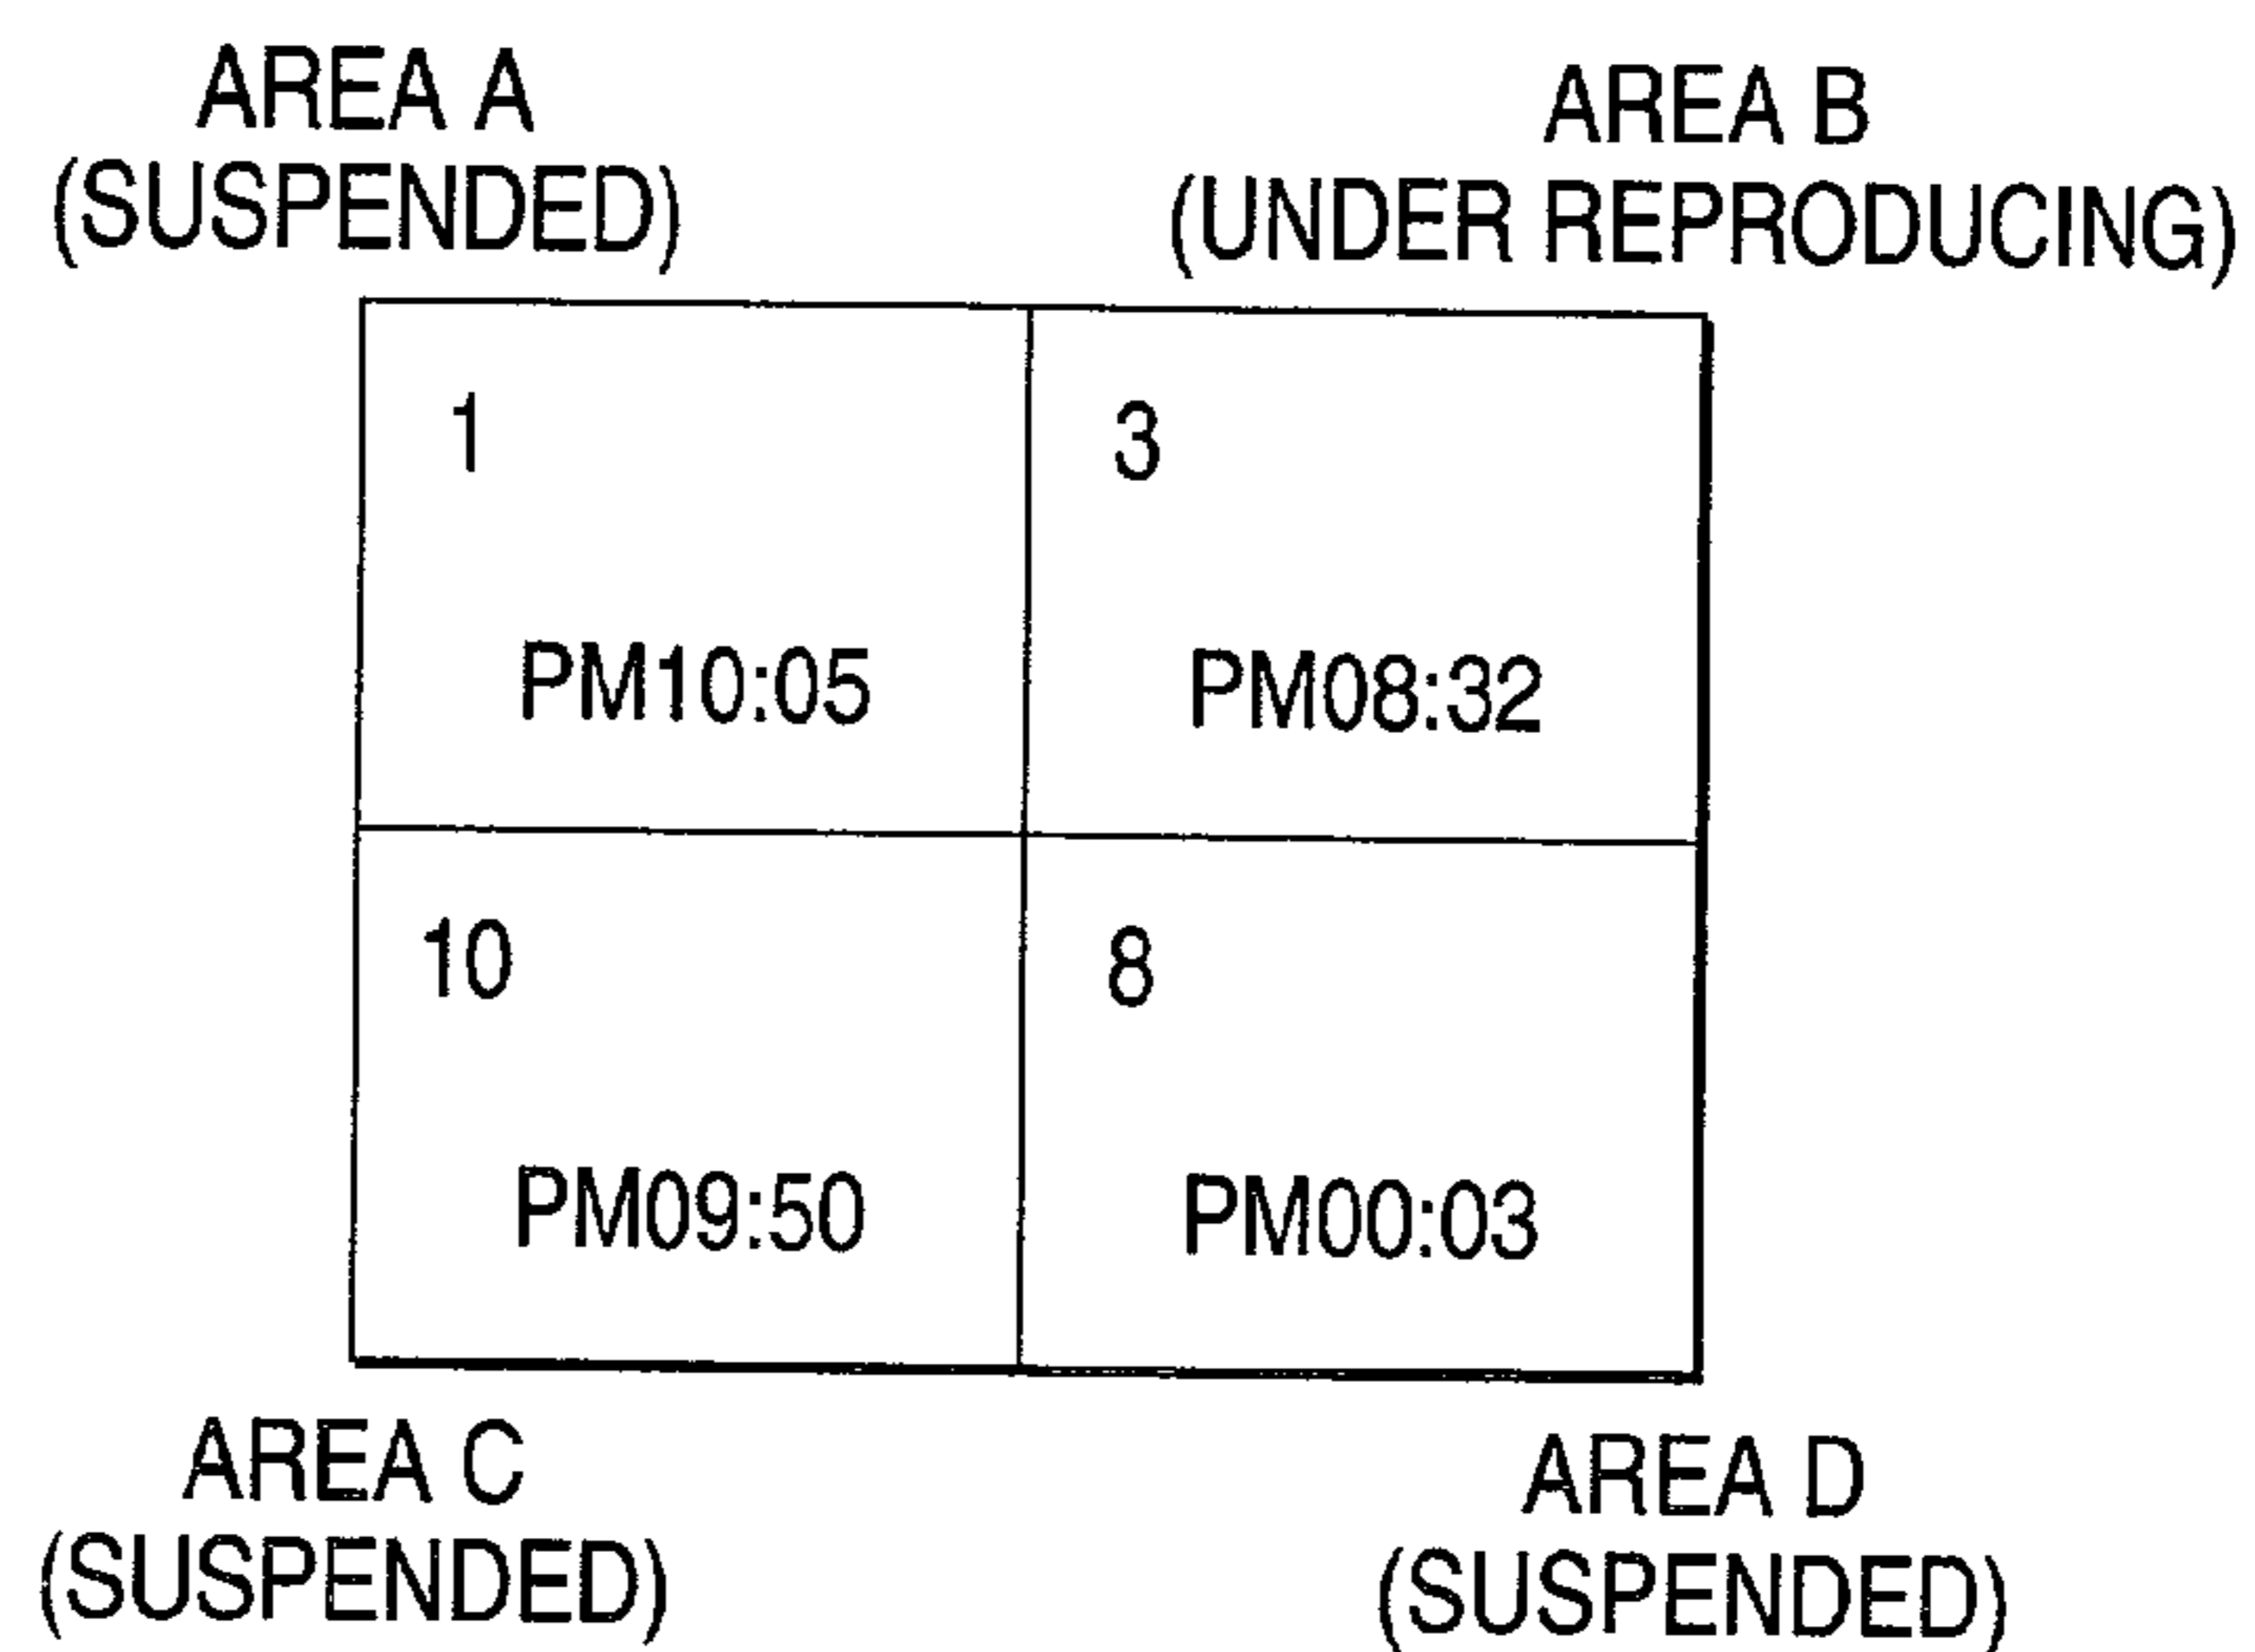 AREA A
(SUSPENDED)
AREA B
(UNDER REPRODUCING)
1
3
PM10:05
PM08:32
10
8
PM09:50
PM00:03
AREA C
(SUSPENDED)
AREA D
(SUSPENDED)